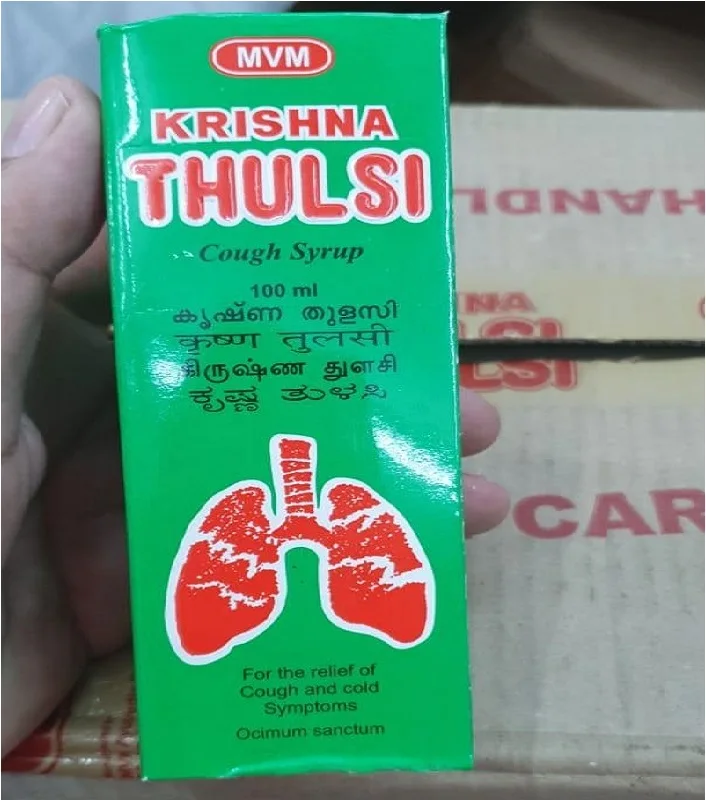 MVM
KRISHNA
THULSI
Cough Syrup
100 ml
കൃഷ്ണ തുളസി
कृष्ण तुलसी
கிருஷ்ண துளசி
ಕೃಷ್ಣ ತುಳಸಿ
For the relief of
Cough and cold
Symptoms
Ocimum sanctum
HANDL
NA
LSI
CAR